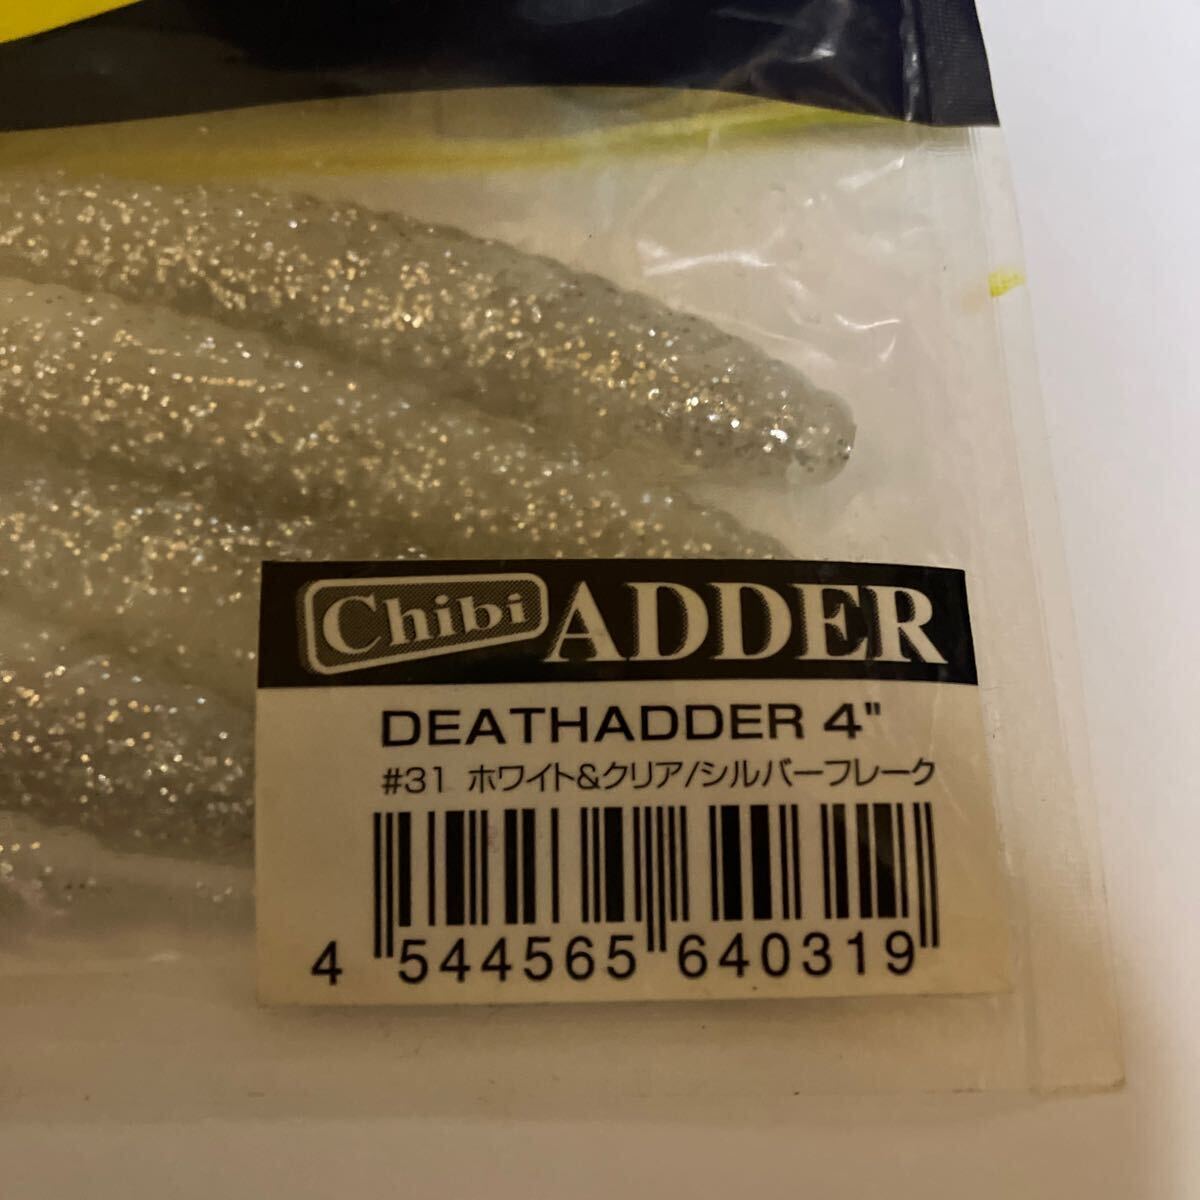 Chibi ADDER
DEATHADDER 4"
#31 ホワイト&クリア/シルバーフレーク
4 544565 640319